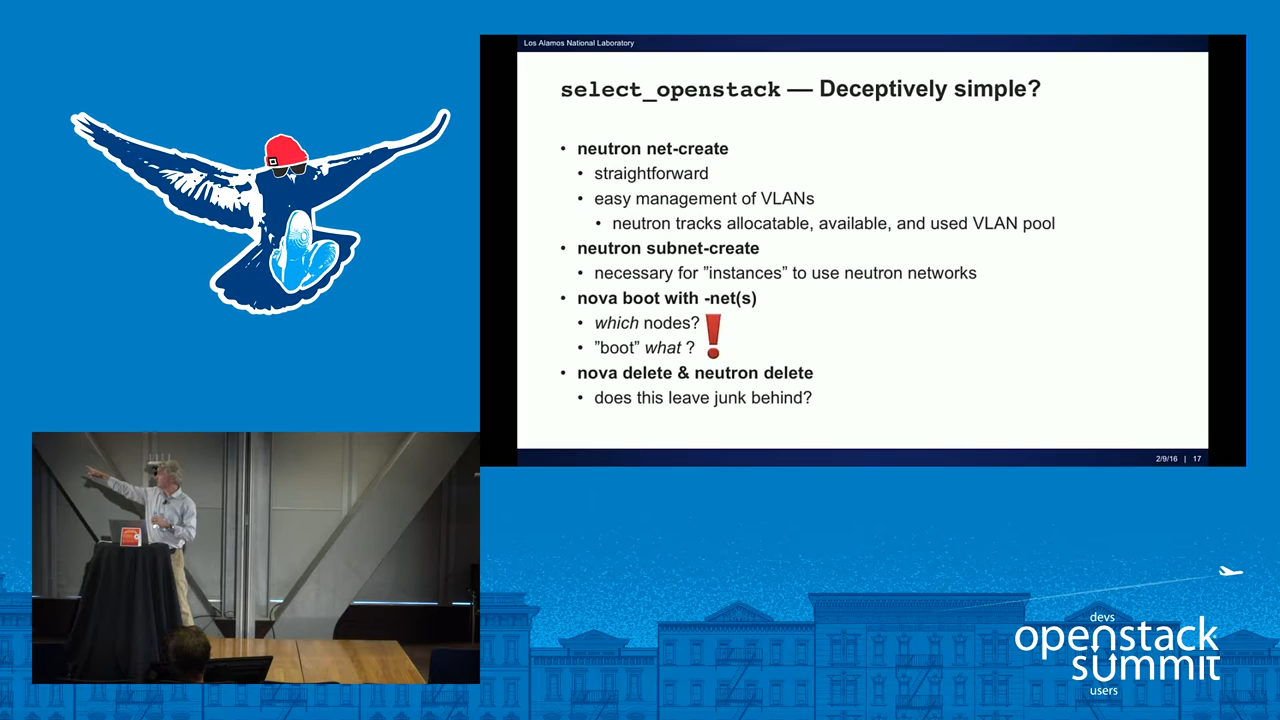 Los Alamos National Laboratory
select_openstack — Deceptively simple?
• neutron net-create
• straightforward
• easy management of VLANs
• neutron tracks allocatable, available, and used VLAN pool
• neutron subnet-create
• necessary for ”instances” to use neutron networks
• nova boot with -net(s)
• which nodes?
• ”boot” what ?
• nova delete & neutron delete
• does this leave junk behind?
2/9/16 | 17
devs
openstack
summit
users